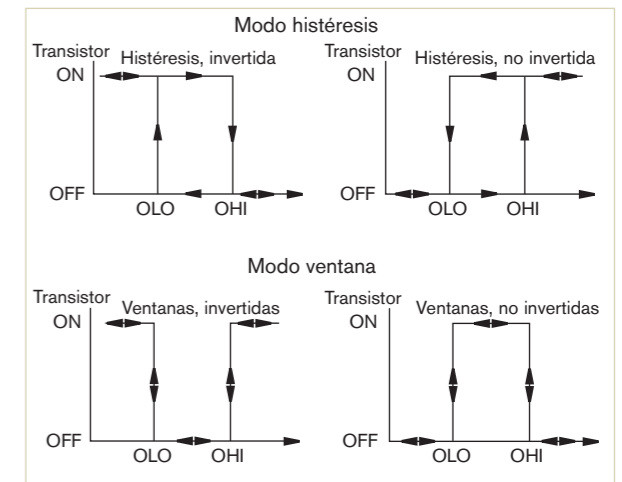 Modo histéresis
Transistor
Histéresis, invertida
ON
OFF
OLO OHI
Transistor
Histéresis, no invertida
ON
OFF
OLO OHI
Modo ventana
Transistor
Ventanas, invertidas
ON
OFF
OLO OHI
Transistor
Ventanas, no invertidas
ON
OFF
OLO OHI